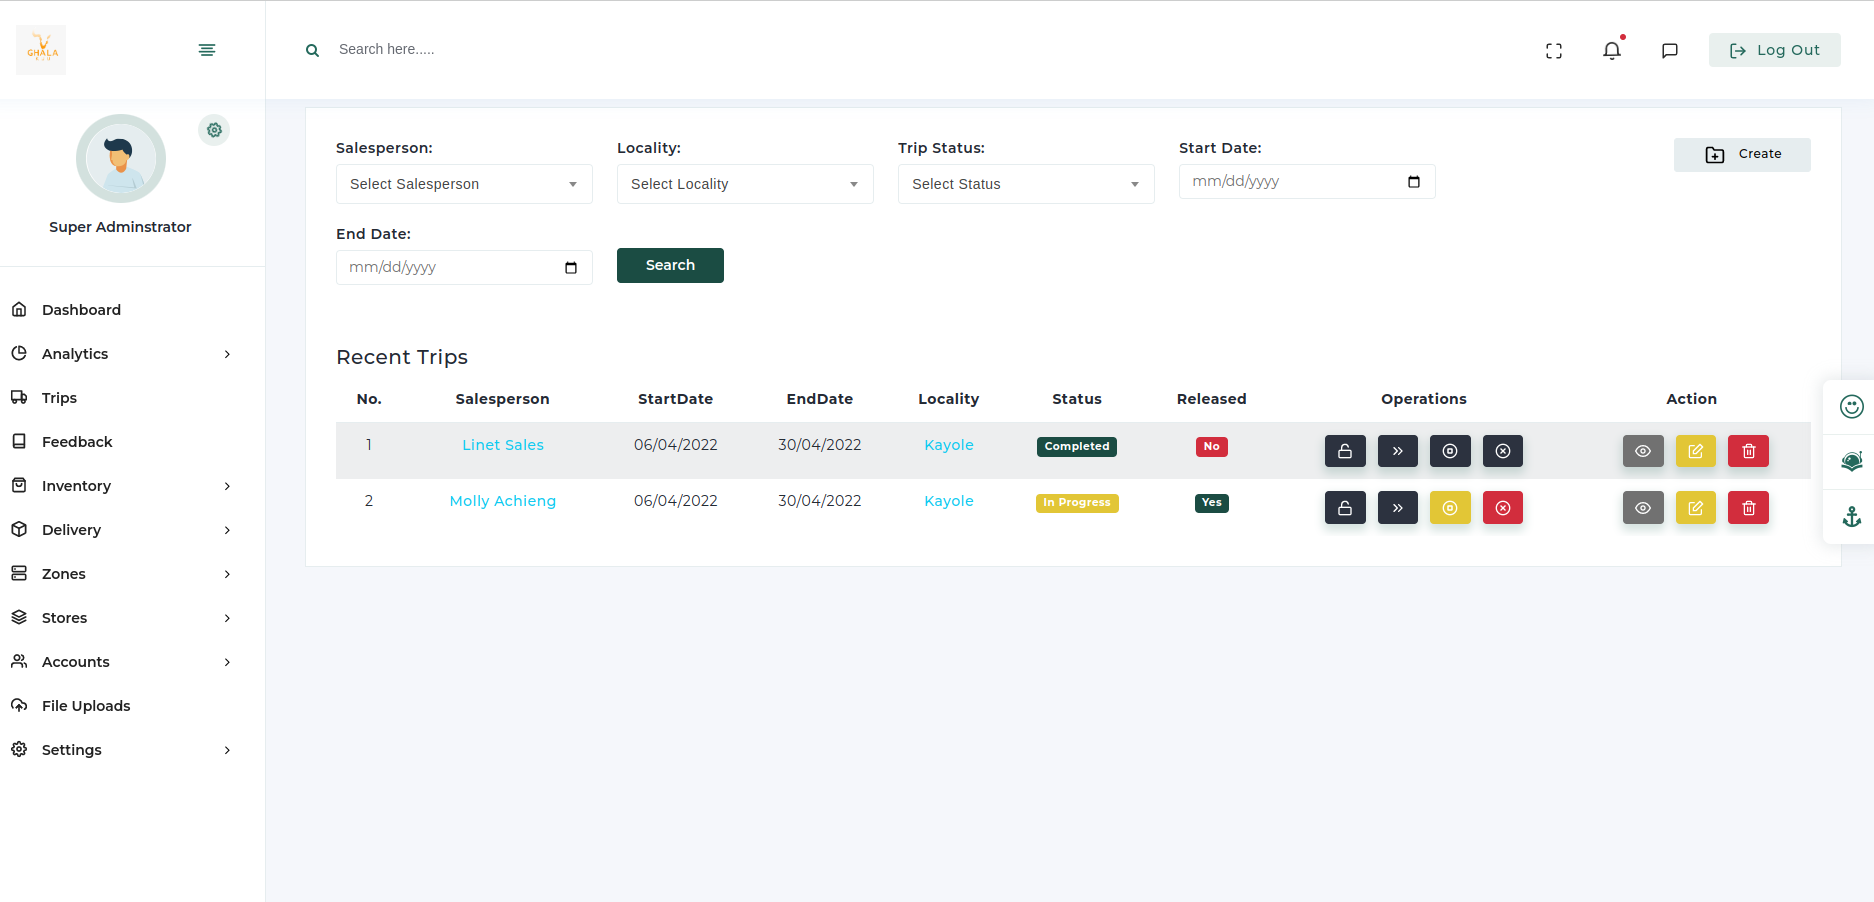 GHALA
Search here.....
Log Out
Super Adminstrator
Dashboard
Analytics
Trips
Feedback
Inventory
Delivery
Zones
Stores
Accounts
File Uploads
Settings
Salesperson: Locality: Trip Status: Start Date:
Select Salesperson Select Locality Select Status mm/dd/yyyy
Create
End Date:
mm/dd/yyyy Search
Recent Trips
No. Salesperson StartDate EndDate Locality Status Released Operations Action
1 Linet Sales 06/04/2022 30/04/2022 Kayole Completed No
2 Molly Achieng 06/04/2022 30/04/2022 Kayole In Progress Yes